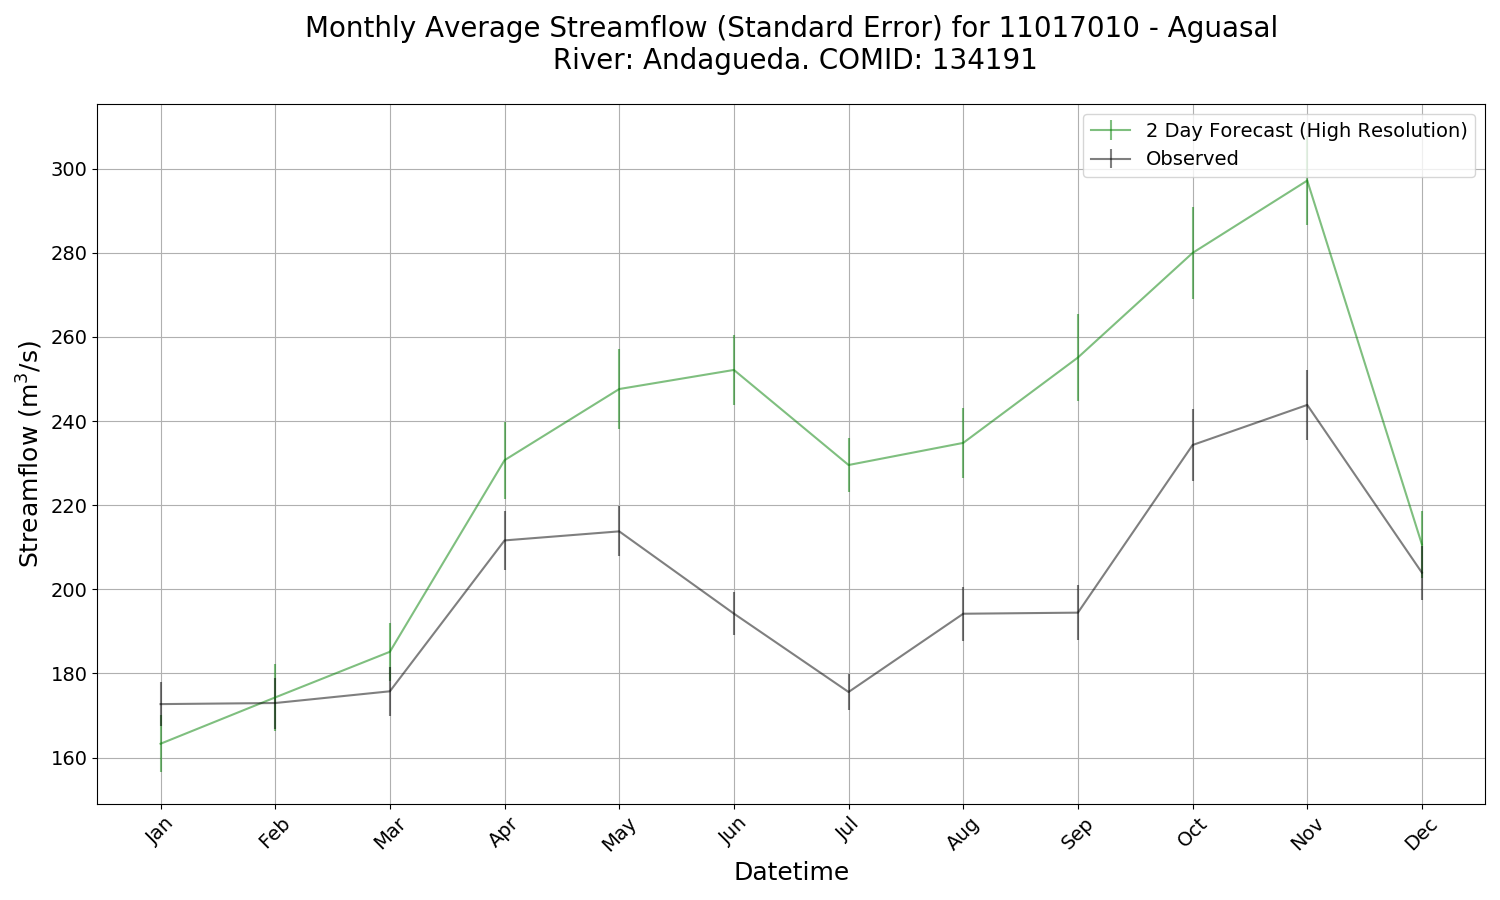 Monthly Average Streamflow (Standard Error) for 11017010 - Aguasal
River: Andagueda. COMID: 134191
2 Day Forecast (High Resolution)
Observed
300
280
260
240
220
200
180
160
Streamflow (m³/s)
Jan
Feb
Mar
Apr
May
Jun
Jul
Aug
Sep
Oct
Nov
Dec
Datetime